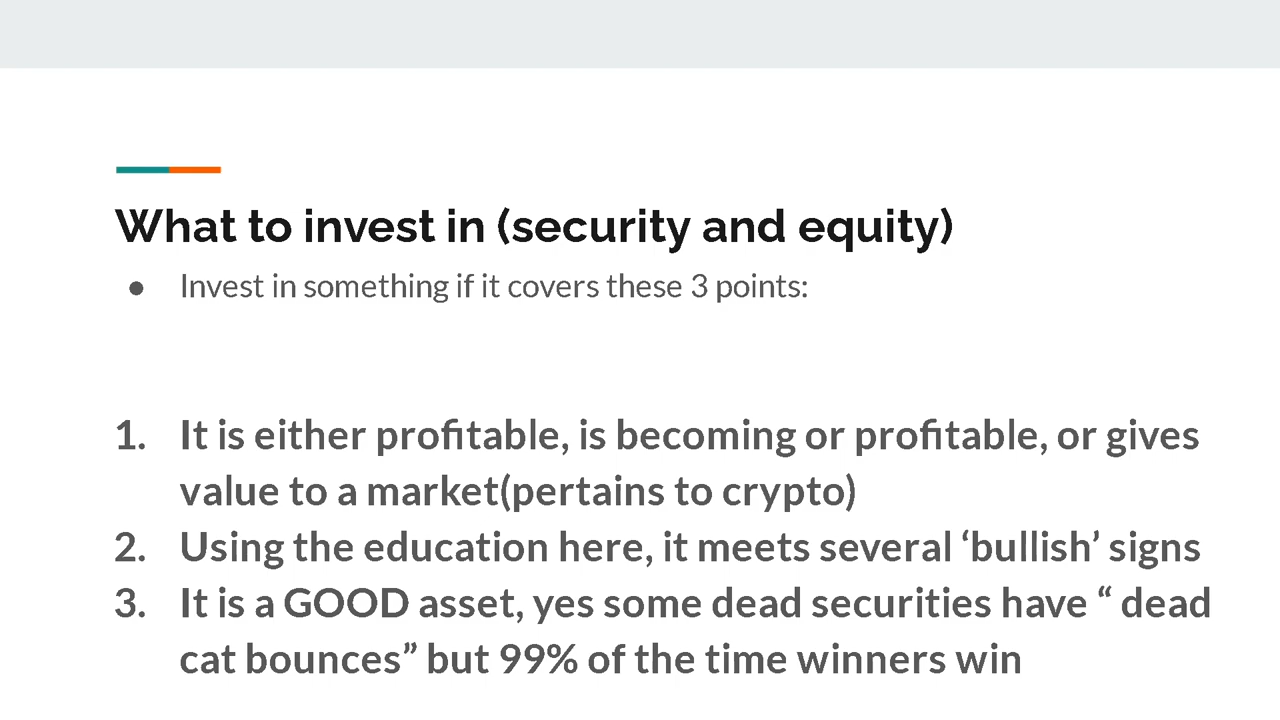 What to invest in (security and equity)
● Invest in something if it covers these 3 points:
1. It is either profitable, is becoming or profitable, or gives
value to a market(pertains to crypto)
2. Using the education here, it meets several ‘bullish’ signs
3. It is a GOOD asset, yes some dead securities have “ dead
cat bounces” but 99% of the time winners win